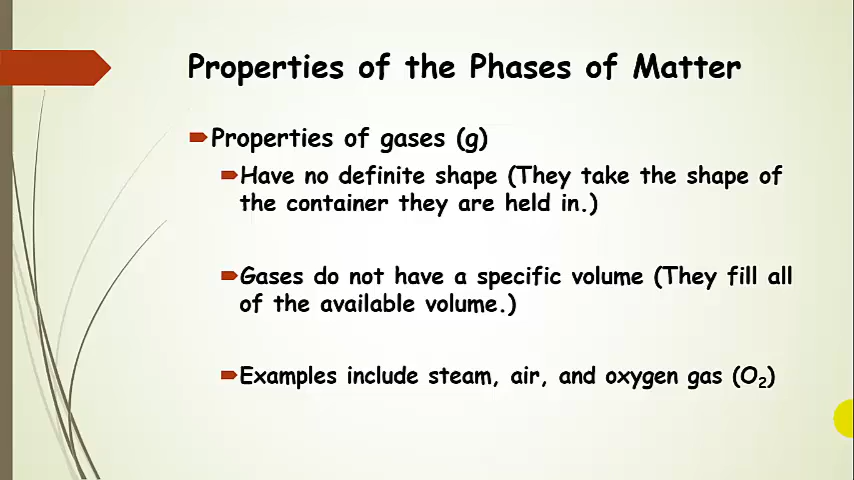 Properties of the Phases of Matter
Properties of gases (g)
Have no definite shape (They take the shape of
the container they are held in.)
Gases do not have a specific volume (They fill all
of the available volume.)
Examples include steam, air, and oxygen gas (O₂)